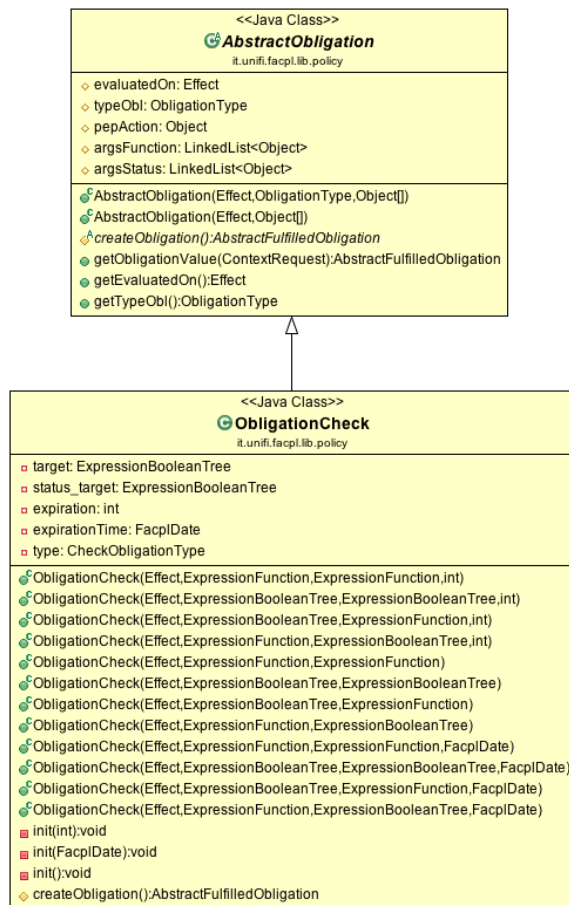 <<Java Class>>
AbstractObligation
it.unifi.facpl.lib.policy
evaluatedOn: Effect
typeObl: ObligationType
pepAction: Object
argsFunction: LinkedList<Object>
argsStatus: LinkedList<Object>
AbstractObligation(Effect,ObligationType,Object[])
AbstractObligation(Effect,Object[])
createObligation():AbstractFulfilledObligation
getObligationValue(ContextRequest):AbstractFulfilledObligation
getEvaluatedOn():Effect
getTypeObl():ObligationType
<<Java Class>>
ObligationCheck
it.unifi.facpl.lib.policy
target: ExpressionBooleanTree
status_target: ExpressionBooleanTree
expiration: int
expirationTime: FacplDate
type: CheckObligationType
ObligationCheck(Effect,ExpressionFunction,ExpressionFunction,int)
ObligationCheck(Effect,ExpressionBooleanTree,ExpressionBooleanTree,int)
ObligationCheck(Effect,ExpressionBooleanTree,ExpressionFunction,int)
ObligationCheck(Effect,ExpressionFunction,ExpressionBooleanTree,int)
ObligationCheck(Effect,ExpressionFunction,ExpressionFunction)
ObligationCheck(Effect,ExpressionBooleanTree,ExpressionBooleanTree)
ObligationCheck(Effect,ExpressionBooleanTree,ExpressionFunction)
ObligationCheck(Effect,ExpressionFunction,ExpressionBooleanTree)
ObligationCheck(Effect,ExpressionFunction,ExpressionFunction,FacplDate)
ObligationCheck(Effect,ExpressionBooleanTree,ExpressionBooleanTree,FacplDate)
ObligationCheck(Effect,ExpressionBooleanTree,ExpressionFunction,FacplDate)
ObligationCheck(Effect,ExpressionFunction,ExpressionBooleanTree,FacplDate)
init(int):void
init(FacplDate):void
init():void
createObligation():AbstractFulfilledObligation